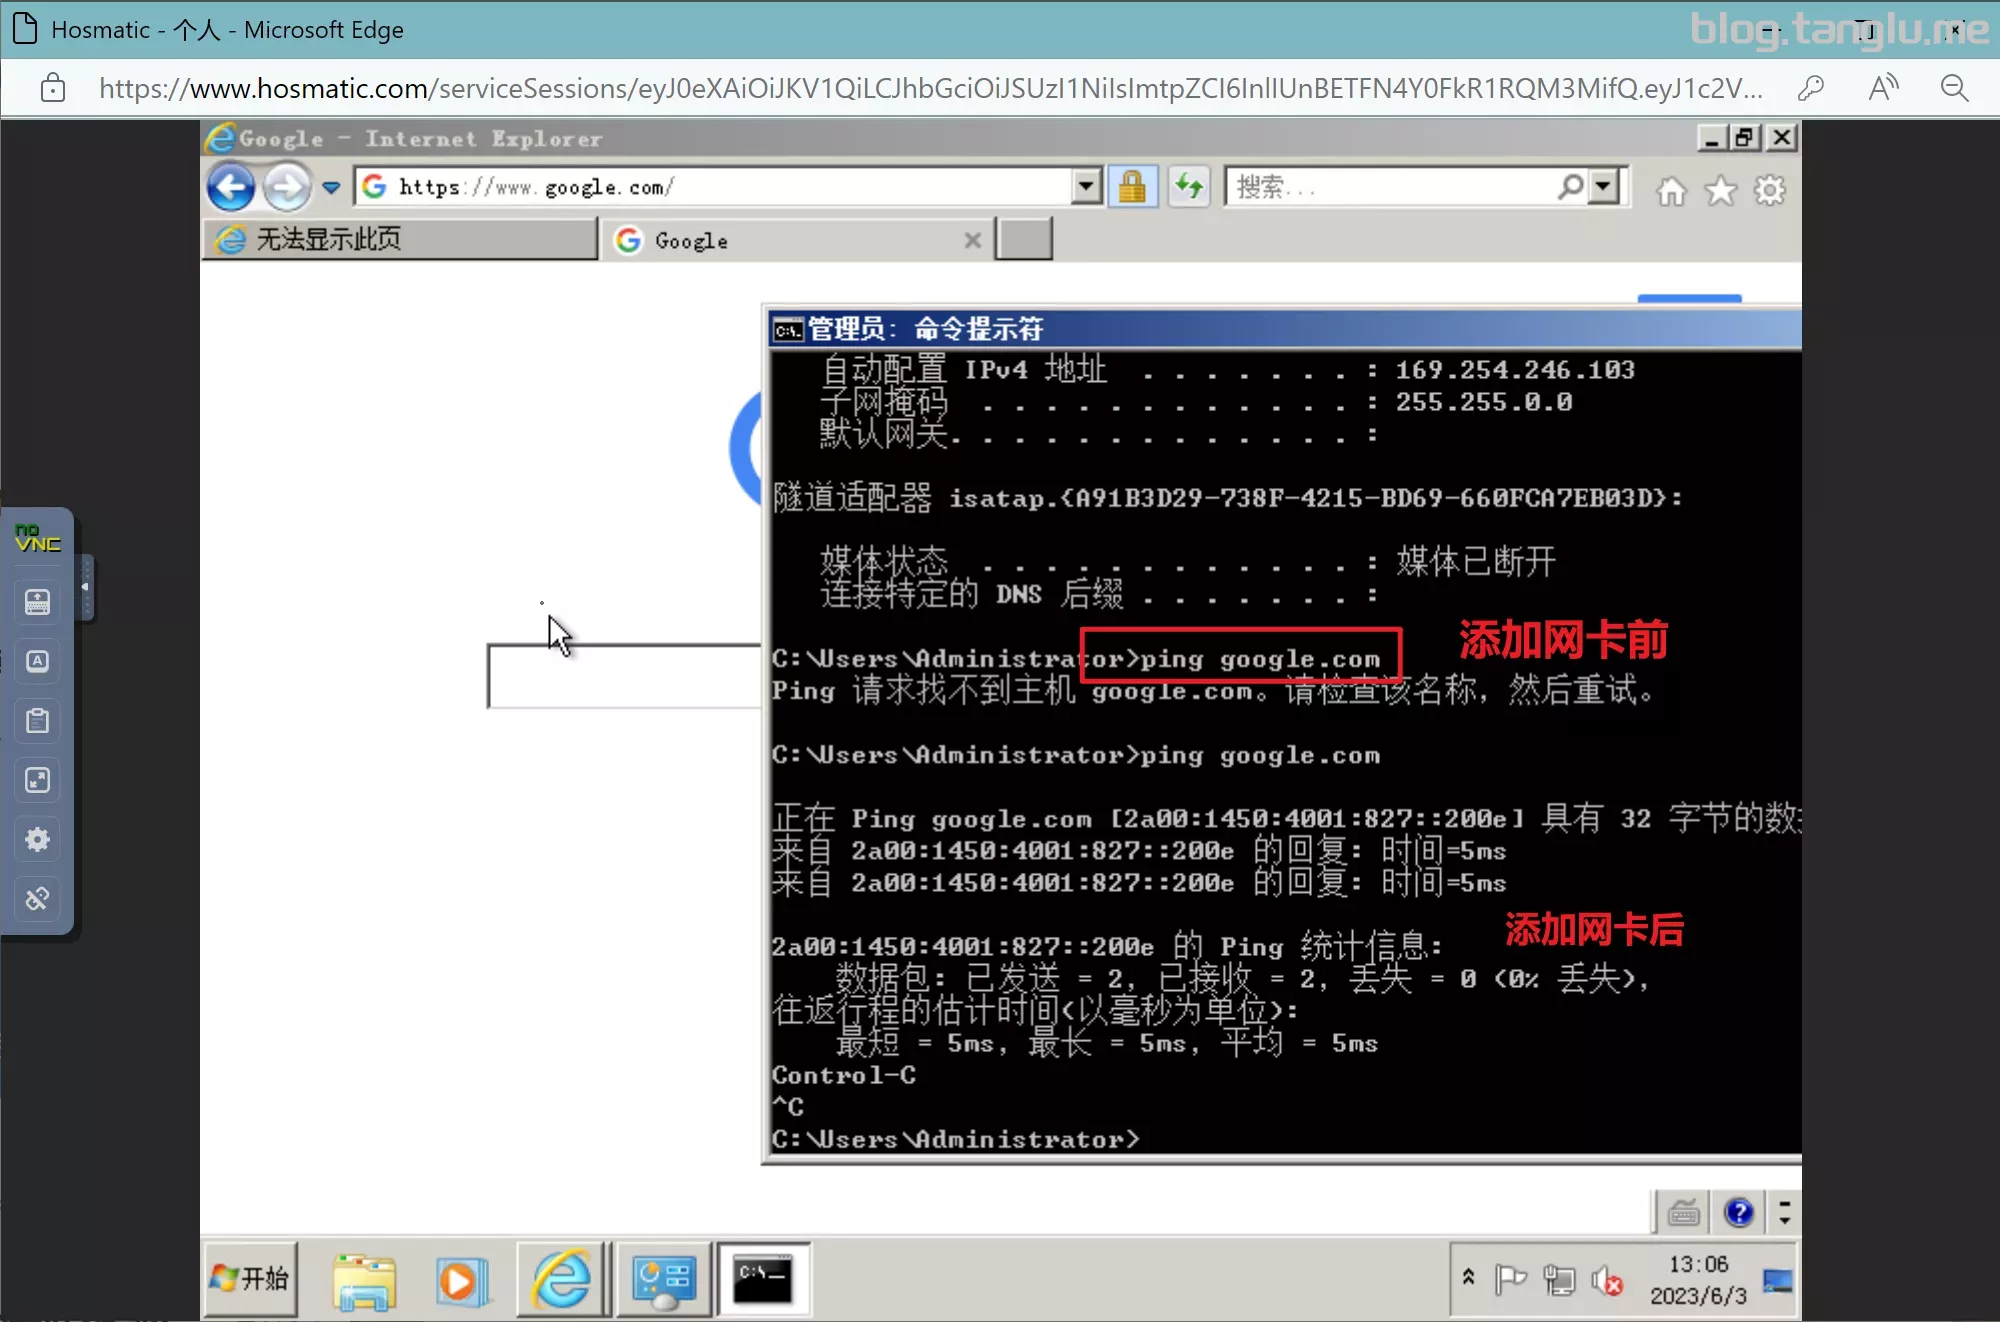 Hosmatic - 个人 - Microsoft Edge
blog.tanglu.me
https://www.hosmatic.com/serviceSessions/eyJ0eXAiOiJKV1QiLCJhbGciOiJSUzI1NiIsImtpZCI6InlIUnBETFN4Y0FkR1RQM3MifQ.eyJ1c2V...
Google - Internet Explorer
https://www.google.com/
搜索...
无法显示此页
Google
管理员: 命令提示符
自动配置 IPv4 地址 . . . . . . . : 169.254.246.103
子网掩码 . . . . . . . . . . . . : 255.255.0.0
默认网关. . . . . . . . . . . . . :
隧道适配器 isatap.{A91B3D29-738F-4215-BD69-660FCA7EB03D}:
媒体状态 . . . . . . . . . . . . : 媒体已断开
连接特定的 DNS 后缀 . . . . . . . :
添加网卡前
C:\Users\Administrator>ping google.com
Ping 请求找不到主机 google.com。请检查该名称，然后重试。
C:\Users\Administrator>ping google.com
正在 Ping google.com [2a00:1450:4001:827::200e] 具有 32 字节的数
来自 2a00:1450:4001:827::200e 的回复: 时间=5ms
来自 2a00:1450:4001:827::200e 的回复: 时间=5ms
添加网卡后
2a00:1450:4001:827::200e 的 Ping 统计信息:
数据包: 已发送 = 2，已接收 = 2，丢失 = 0 (0% 丢失)，
往返行程的估计时间(以毫秒为单位):
最短 = 5ms，最长 = 5ms，平均 = 5ms
Control-C
^C
C:\Users\Administrator>
no
VNC
开始
13:06
2023/6/3